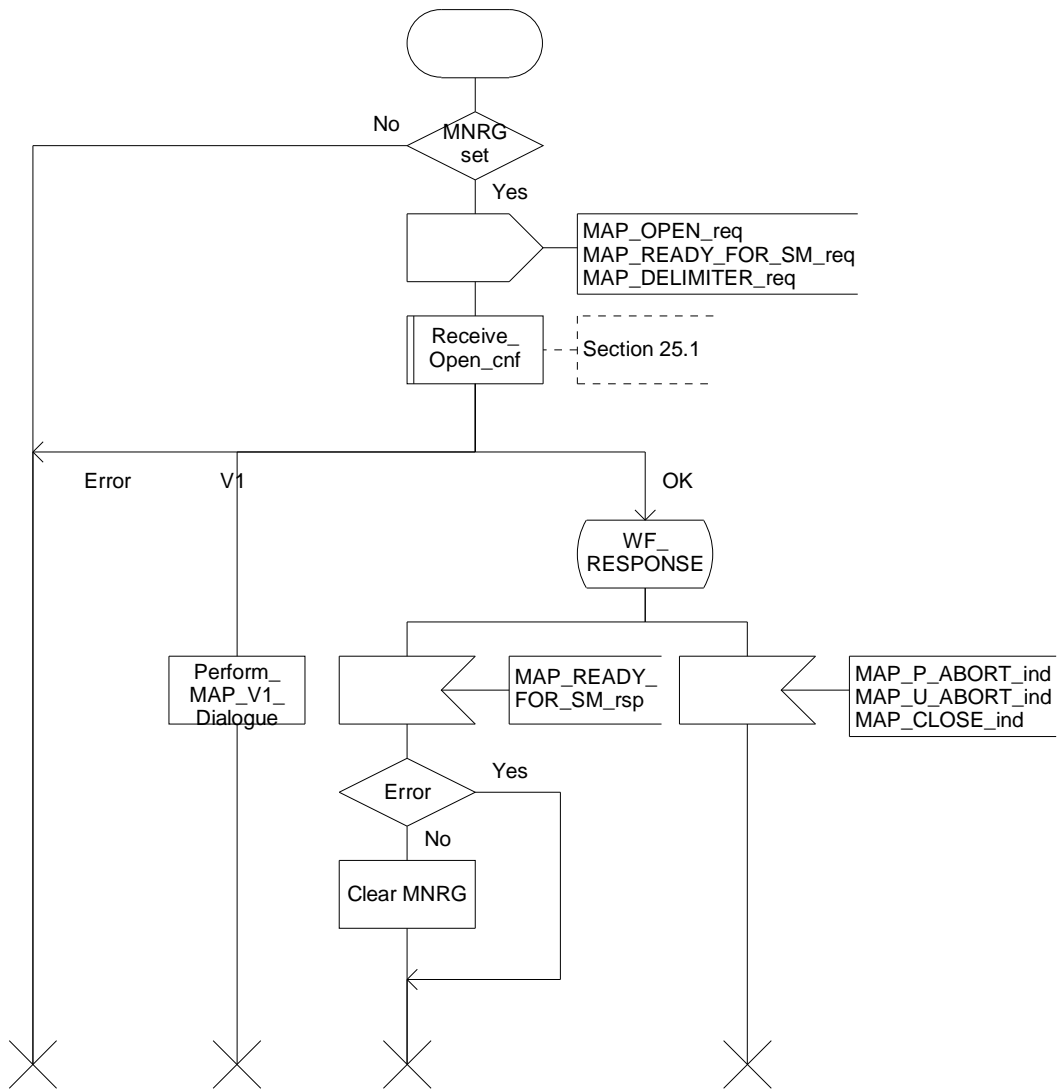 No
MNRG
set
Yes
MAP_OPEN_req
MAP_READY_FOR_SM_req
MAP_DELIMITER_req
Receive_
Open_cnf
Section 25.1
Error
V1
OK
WF_
RESPONSE
Perform_
MAP_V1_
Dialogue
MAP_READY_
FOR_SM_rsp
MAP_P_ABORT_ind
MAP_U_ABORT_ind
MAP_CLOSE_ind
Error
Yes
No
Clear MNRG